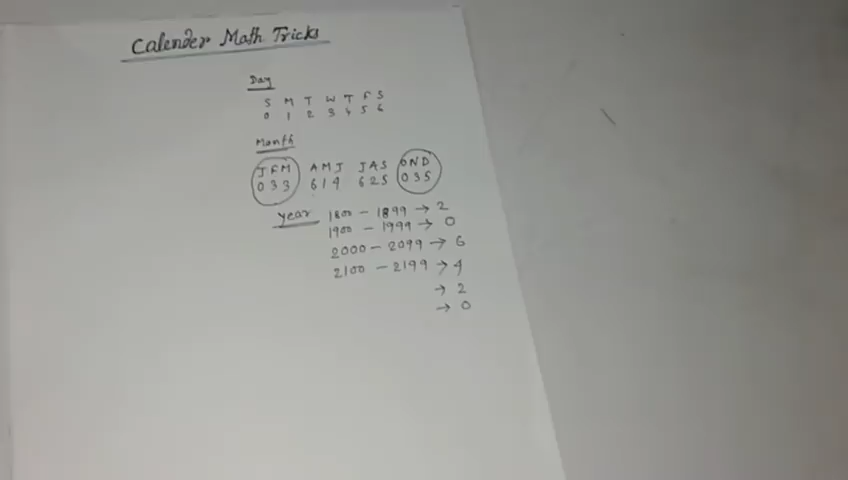 Calender Math Tricks
Day
S M T W T F S
0 1 2 3 4 5 6
Month
JFM AMJ JAS OND
033 614 625 035
Year 1800 - 1899 → 2
1900 - 1999 → 0
2000 - 2099 → 6
2100 - 2199 → 4
→ 2
→ 0